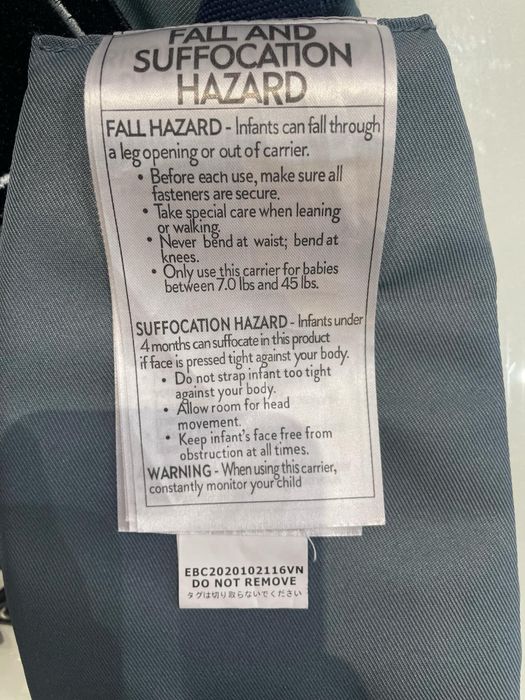 FALL AND
SUFFOCATION
HAZARD
FALL HAZARD - Infants can fall through
a leg opening or out of carrier.
• Before each use, make sure all
fasteners are secure.
• Take special care when leaning
or walking.
• Never bend at waist; bend at
knees.
• Only use this carrier for babies
between 7.0 lbs and 45 lbs.
SUFFOCATION HAZARD - Infants under
4 months can suffocate in this product
if face is pressed tight against your body.
• Do not strap infant too tight
against your body.
• Allow room for head
movement.
• Keep infant's face free from
obstruction at all times.
WARNING - When using this carrier,
constantly monitor your child
EBC2020102116VN
DO NOT REMOVE
タグは切り取らないでください